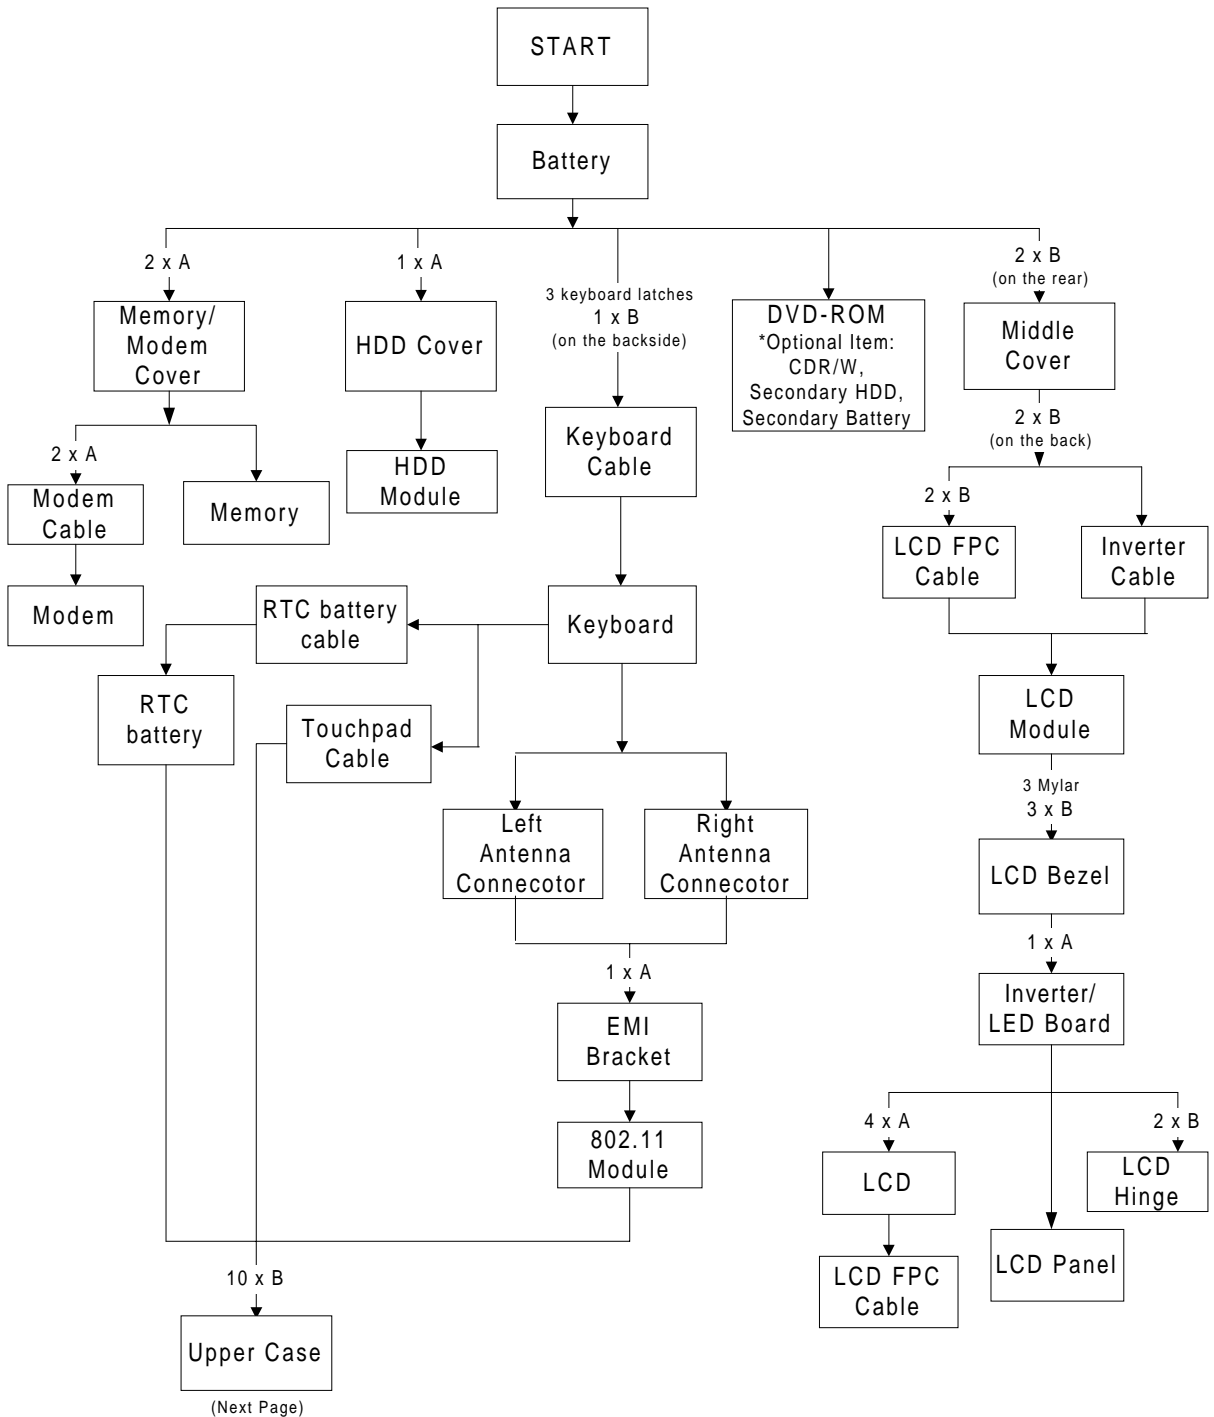 START
Battery
2 x A
1 x A
2 x B
(on the rear)
3 keyboard latches
1 x B
(on the backside)
Memory/
Modem
Cover
HDD Cover
DVD-ROM
*Optional Item:
CDR/W,
Secondary HDD,
Secondary Battery
Middle
Cover
2 x B
(on the back)
Keyboard
Cable
2 x A
HDD
Module
Modem
Cable
Memory
2 x B
LCD FPC
Cable
Inverter
Cable
Modem
RTC battery
cable
Keyboard
RTC
battery
Touchpad
Cable
LCD
Module
3 Mylar
3 x B
Left
Antenna
Connecotor
Right
Antenna
Connecotor
LCD Bezel
1 x A
1 x A
EMI
Bracket
Inverter/
LED Board
802.11
Module
4 x A
2 x B
LCD
LCD
Hinge
LCD Panel
LCD FPC
Cable
10 x B
Upper Case
(Next Page)